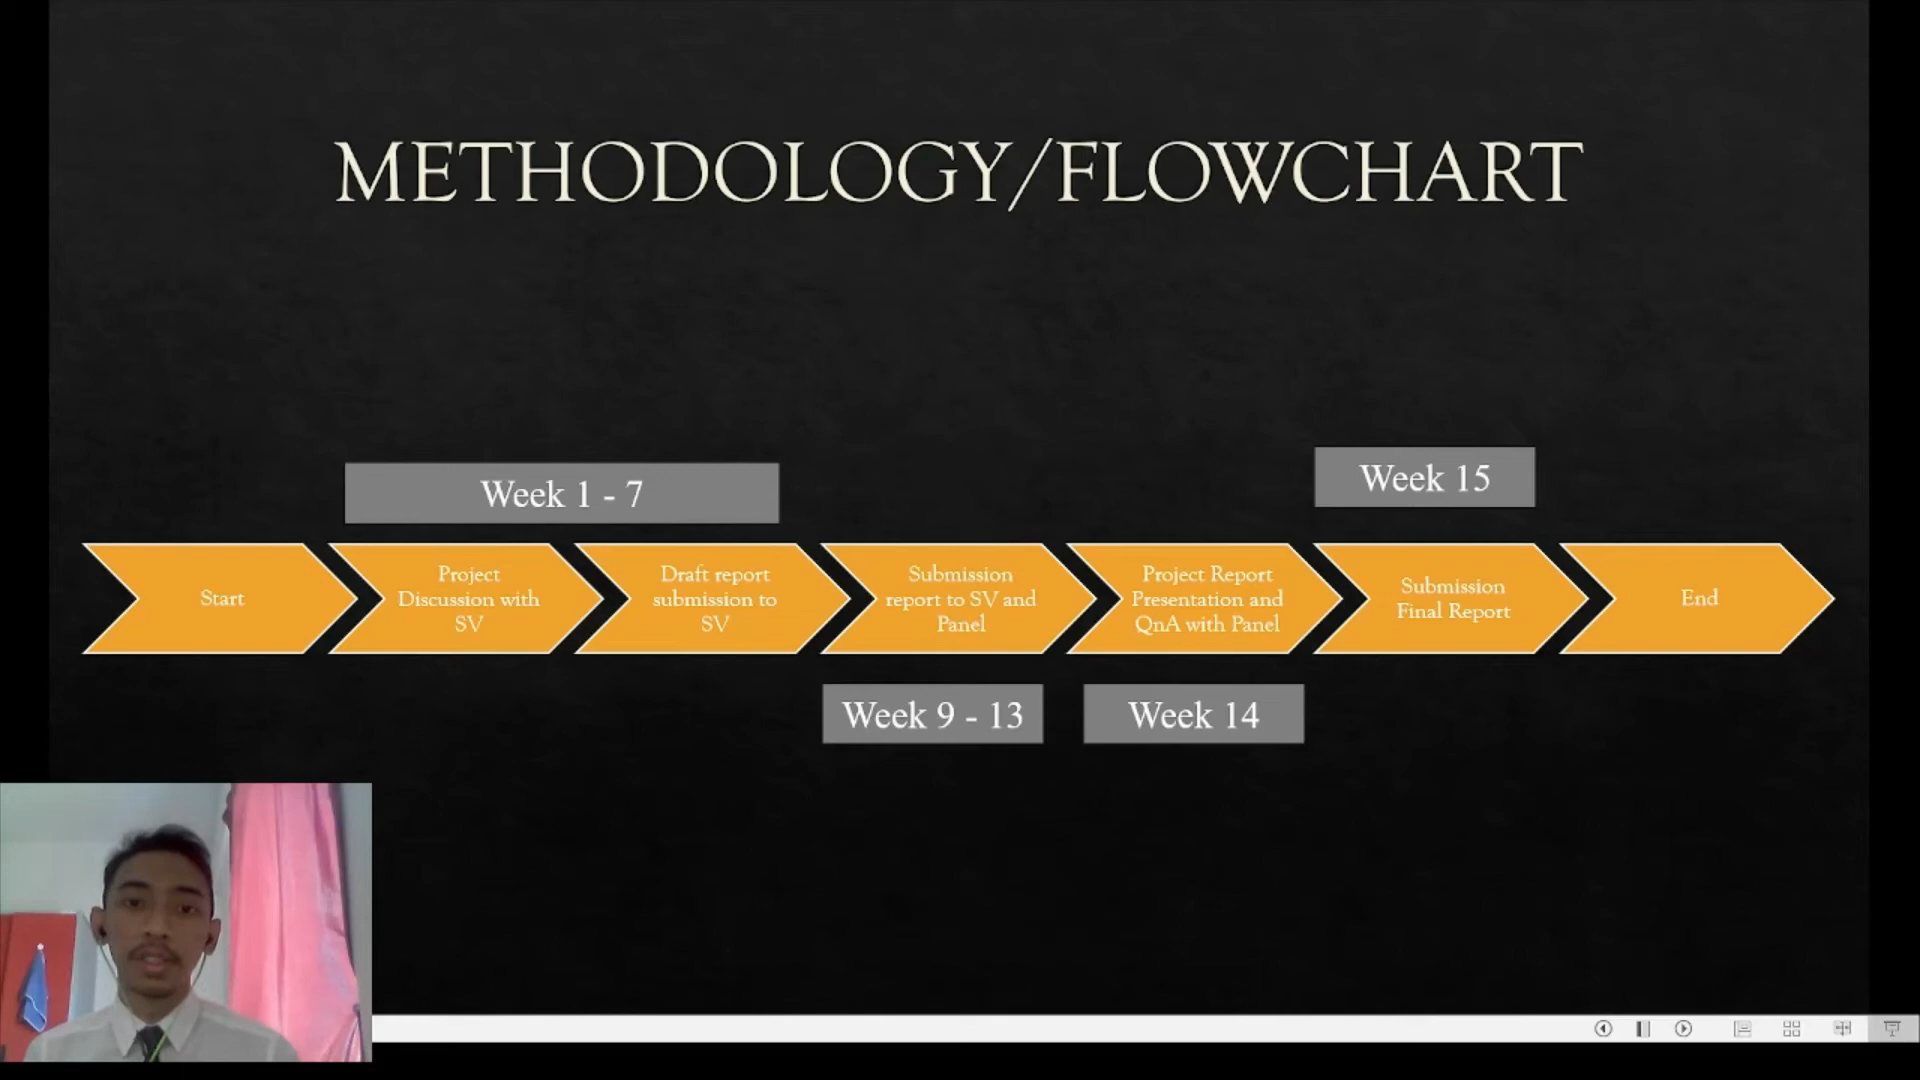 METHODOLOGY/FLOWCHART
Week 1 - 7
Week 15
Start
Project
Discussion with
SV
Draft report
submission to
SV
Submission
report to SV and
Panel
Project Report
Presentation and
QnA with Panel
Submission
Final Report
End
Week 9 - 13
Week 14